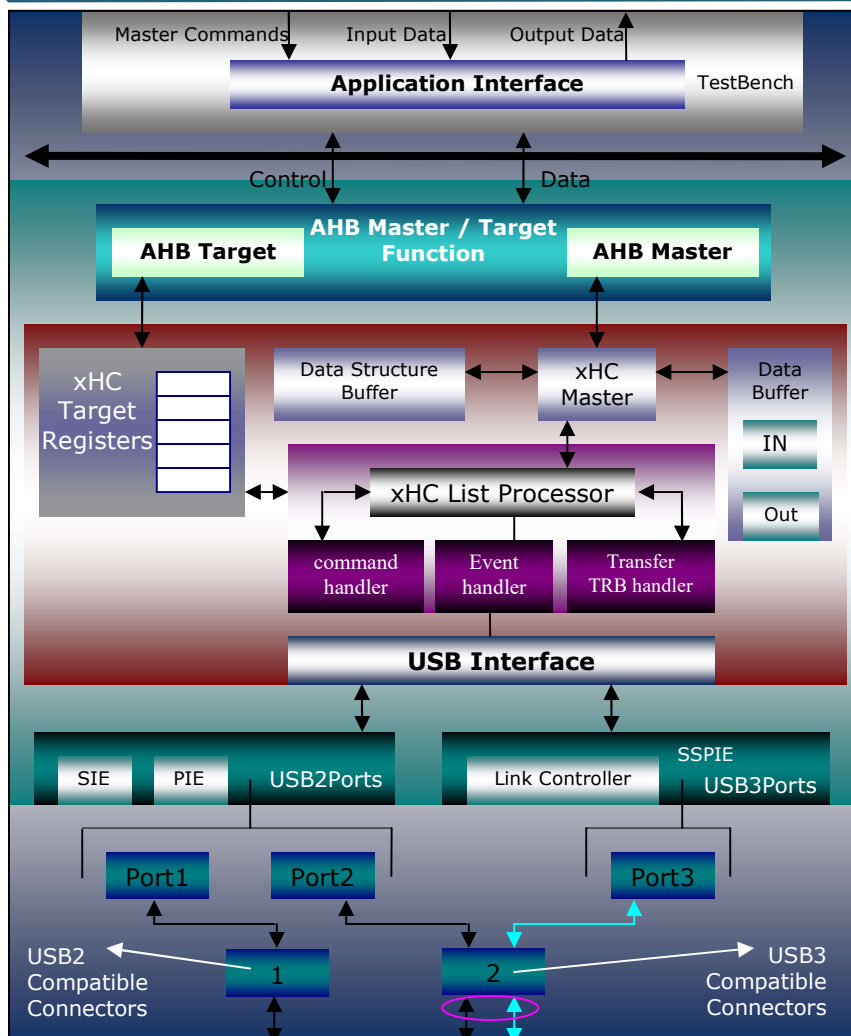 Master Commands
Input Data
Output Data
Application Interface
TestBench
Control
Data
AHB Master / Target
Function
AHB Target
AHB Master
xHC
Target
Registers
Data Structure
Buffer
xHC
Master
Data
Buffer
IN
Out
xHC List Processor
command
handler
Event
handler
Transfer
TRB handler
USB Interface
SIE
PIE
USB2Ports
Link Controller
SSPIE
USB3Ports
Port1
Port2
Port3
USB2
Compatible
Connectors
1
2
USB3
Compatible
Connectors